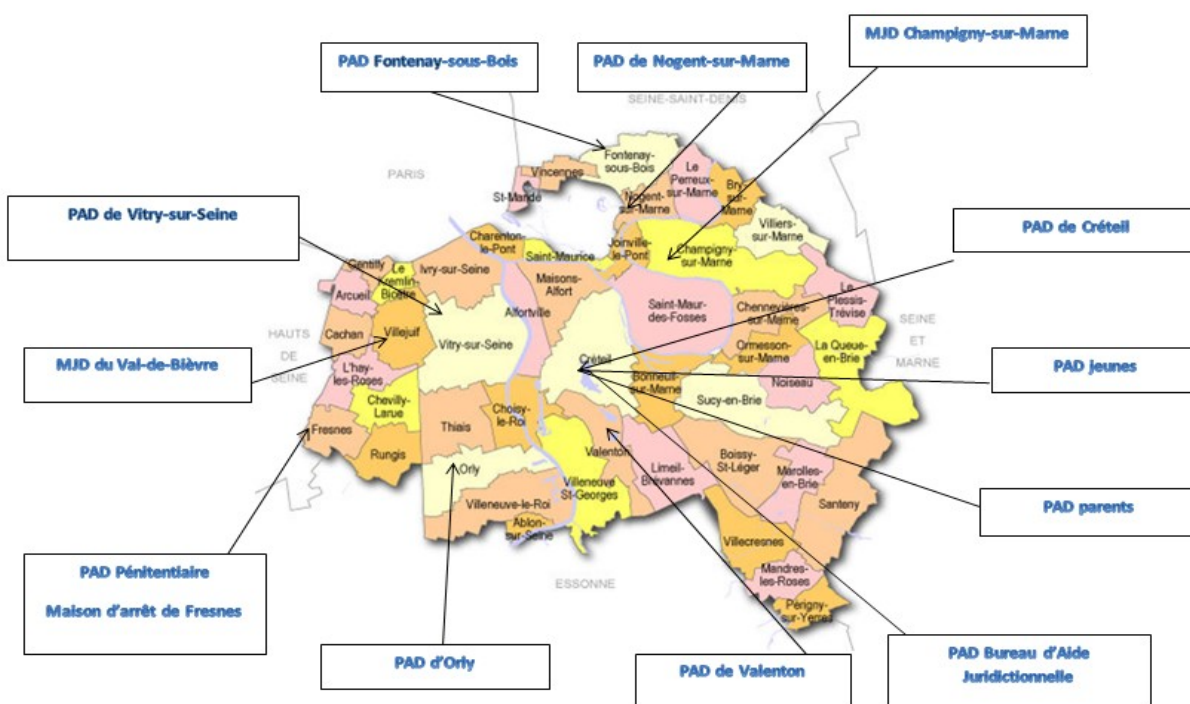 MJD Champigny-sur-Marne
PAD Fontenay-sous-Bois
PAD de Nogent-sur-Marne
SEINE-SAINT-DENIS
PARIS
Fontenay-
sous-Bois
Vincennes
St-Mandé
Le
Perreux-
sur-Marne
Nogent-
sur-Marne
Bry-
sur-
Marne
Villiers-
sur-Marne
PAD de Vitry-sur-Seine
PAD de Créteil
Charenton-
le-Pont
Saint-Maurice
Joinville-
le-Pont
Champigny-
sur-Marne
Gentilly
Le
Kremlin-
Bicêtre
Ivry-sur-Seine
Maisons-
Alfort
Arcueil
Le
Plessis-
Trévise
Saint-Maur-
des-Fosses
Chennevières-
sur-Marne
Alfortville
HAUTS
DE
SEINE
Cachan
Villejuif
Vitry-sur-Seine
Créteil
Ormesson-
sur-Marne
La Queue-
en-Brie
SEINE
ET
MARNE
MJD du Val-de-Bièvre
PAD jeunes
L'hay-
les-Roses
Bonneuil-
sur-Marne
Noiseau
Sucy-en-Brie
Chevilly-
Larue
Choisy-
le-Roi
Fresnes
Thiais
Rungis
Valenton
Limeil-
Brévannes
Boissy-
St-Léger
Marolles-
en-Brie
Orly
Villeneuve
St-Georges
Villeneuve-le-Roi
Santeny
PAD parents
Ablon-
sur-Seine
Villecresnes
Mandres-
les-Roses
Périgny-
sur-Yerres
ESSONNE
PAD Pénitentiaire
Maison d'arrêt de Fresnes
PAD d'Orly
PAD de Valenton
PAD Bureau d'Aide
Juridictionnelle